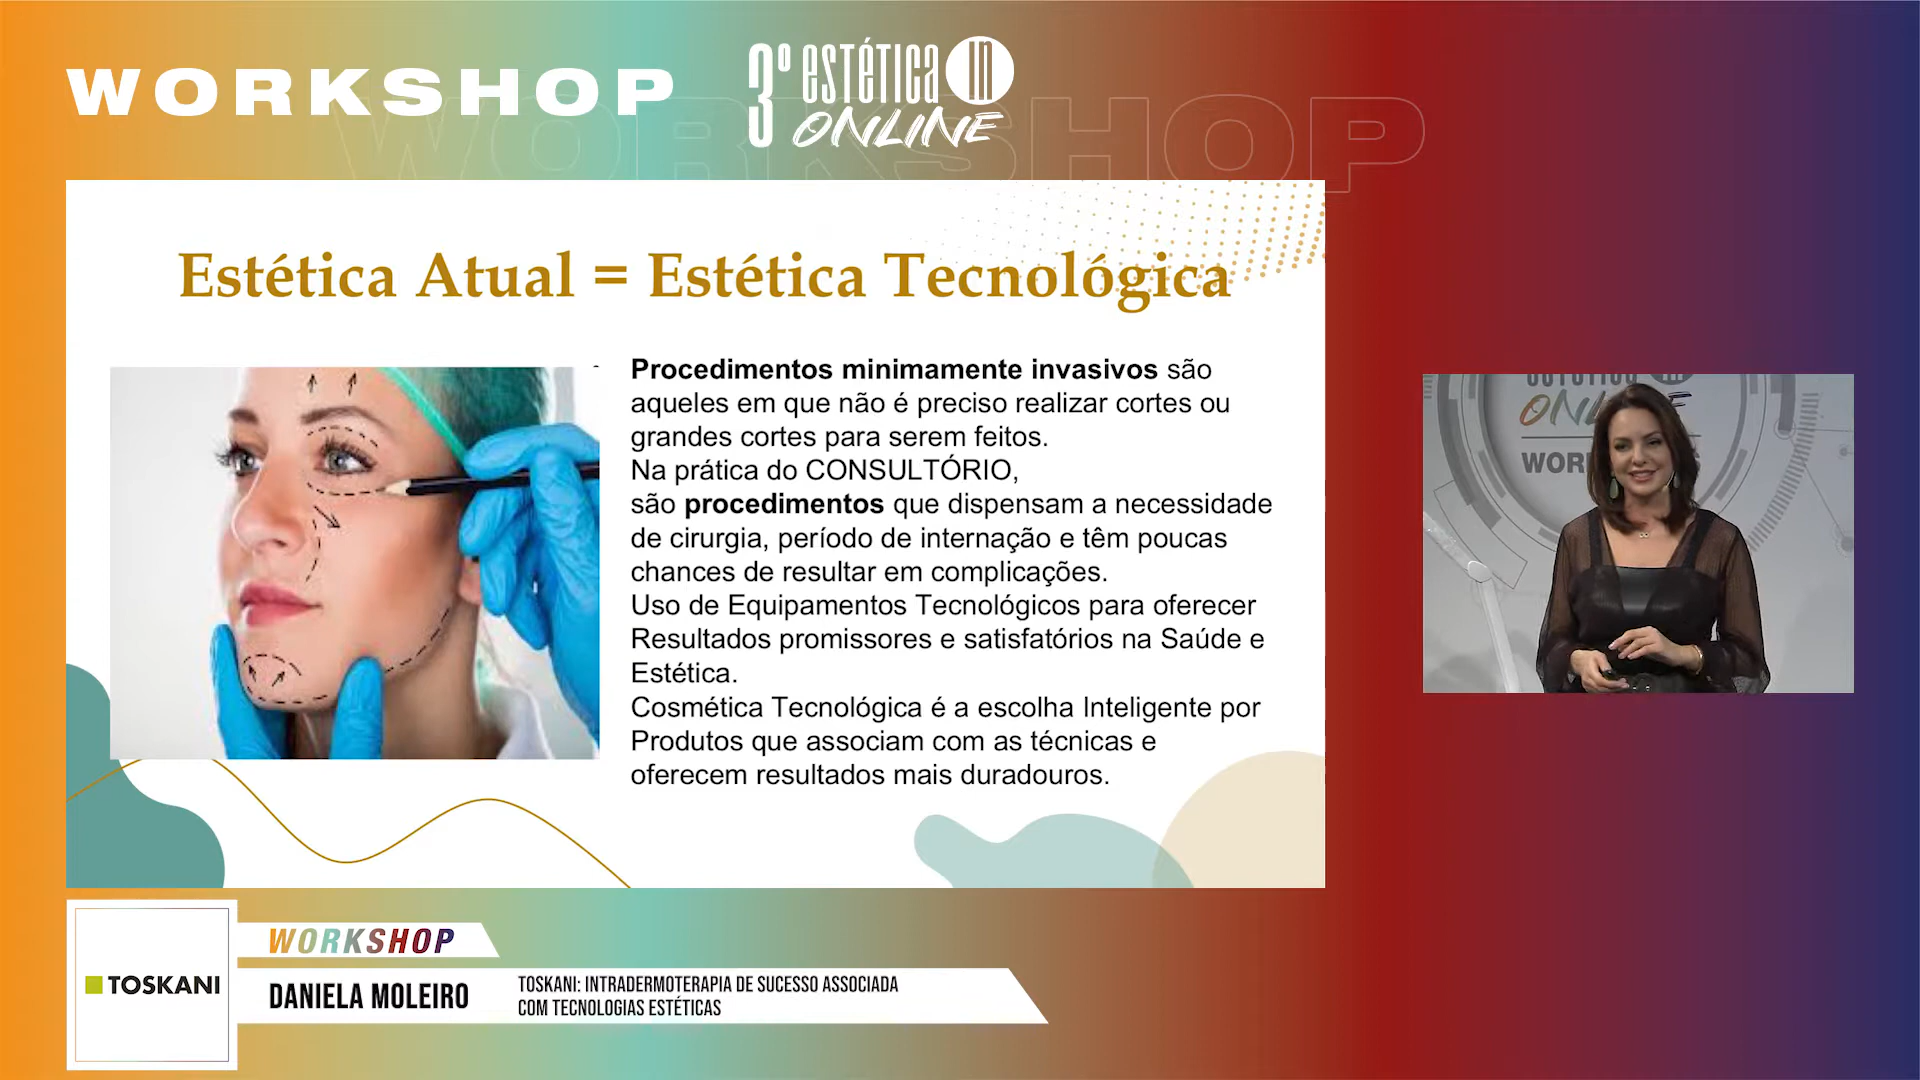 WORKSHOP
3º estética in
ONLINE
WORKSHOP
Estética Atual = Estética Tecnológica
Procedimentos minimamente invasivos são
aqueles em que não é preciso realizar cortes ou
grandes cortes para serem feitos.
Na prática do CONSULTÓRIO,
são procedimentos que dispensam a necessidade
de cirurgia, período de internação e têm poucas
chances de resultar em complicações.
Uso de Equipamentos Tecnológicos para oferecer
Resultados promissores e satisfatórios na Saúde e
Estética.
Cosmética Tecnológica é a escolha Inteligente por
Produtos que associam com as técnicas e
oferecem resultados mais duradouros.
WORKSHOP
TOSKANI
DANIELA MOLEIRO
TOSKANI: INTRADERMOTERAPIA DE SUCESSO ASSOCIADA
COM TECNOLOGIAS ESTÉTICAS